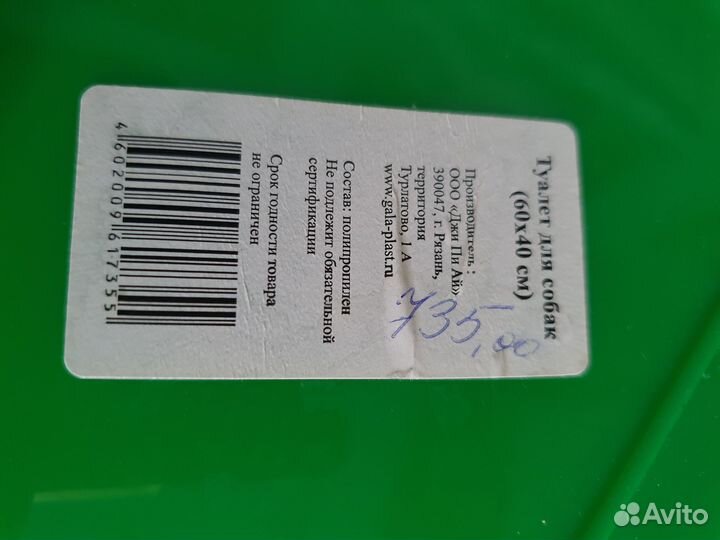 Туалет для собак
(60х40 см)
Производитель :
ООО «Джи Пи Ай»
390047, г. Рязань,
территория
Турлатово, 1 А
www.gala-plast.ru
735,00
Состав: полипропилен
Не подлежит обязательной
сертификации
Срок годности товара
не ограничен
4602009617355
Avito